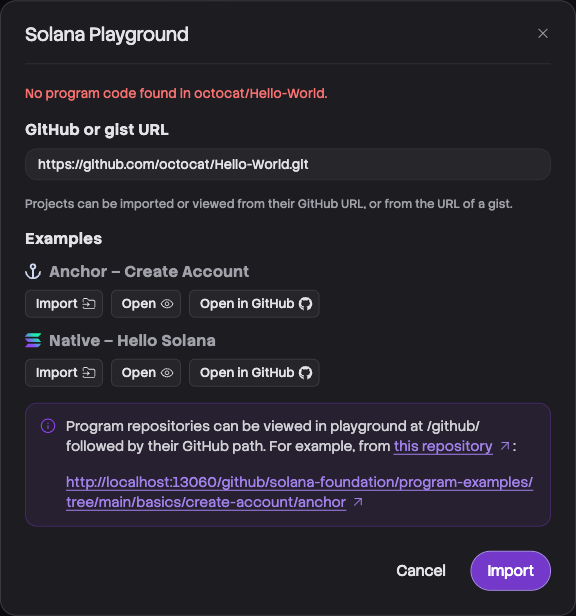 Solana Playground
No program code found in octocat/Hello-World.
GitHub or gist URL
https://github.com/octocat/Hello-World.git
Projects can be imported or viewed from their GitHub URL, or from the URL of a gist.
Examples
Anchor – Create Account
Import Open Open in GitHub
Native – Hello Solana
Import Open Open in GitHub
Program repositories can be viewed in playground at /github/
followed by their GitHub path. For example, from this repository ↗ :
http://localhost:13060/github/solana-foundation/program-examples/
tree/main/basics/create-account/anchor ↗
Cancel Import